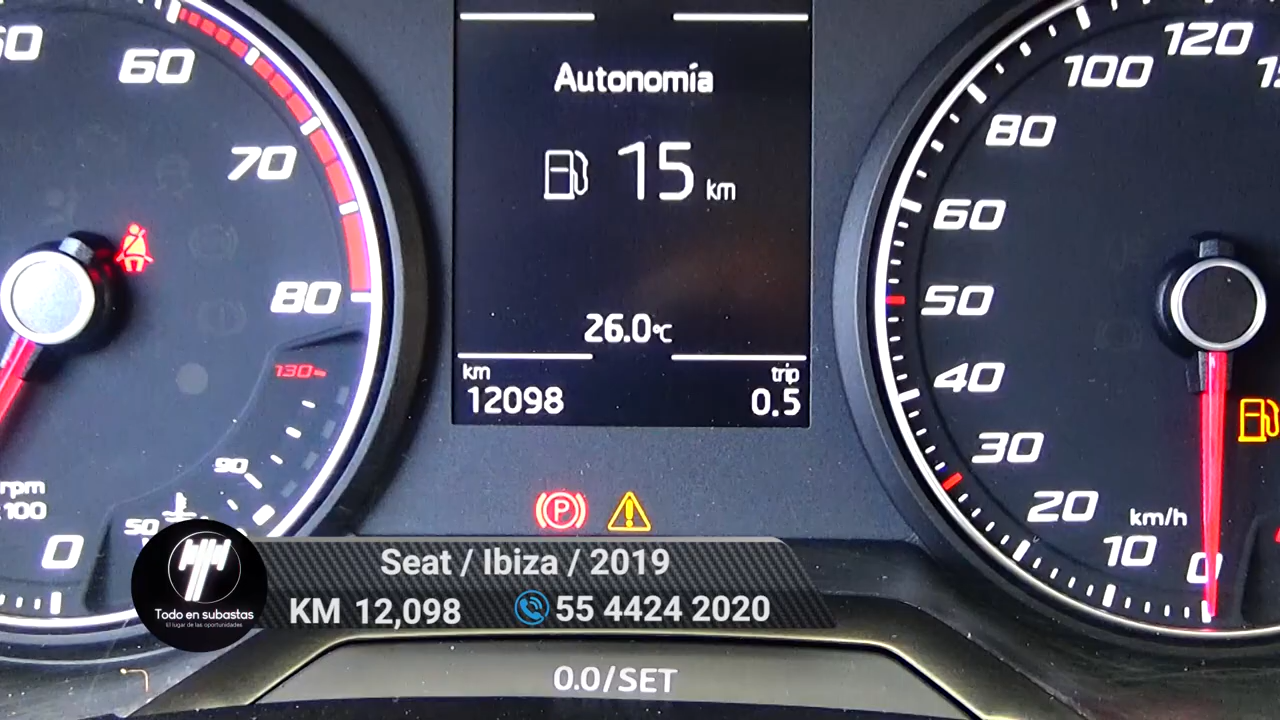 60
70
80
130
90
50
rpm
x100
0
Autonomía
15 km
26.0°C
km
trip
12098
0.5
P
120
100
80
60
50
40
30
20
10
0
km/h
Seat / Ibiza / 2019
KM 12,098
55 4424 2020
Todo en subastas
El lugar de las oportunidades
0.0/SET